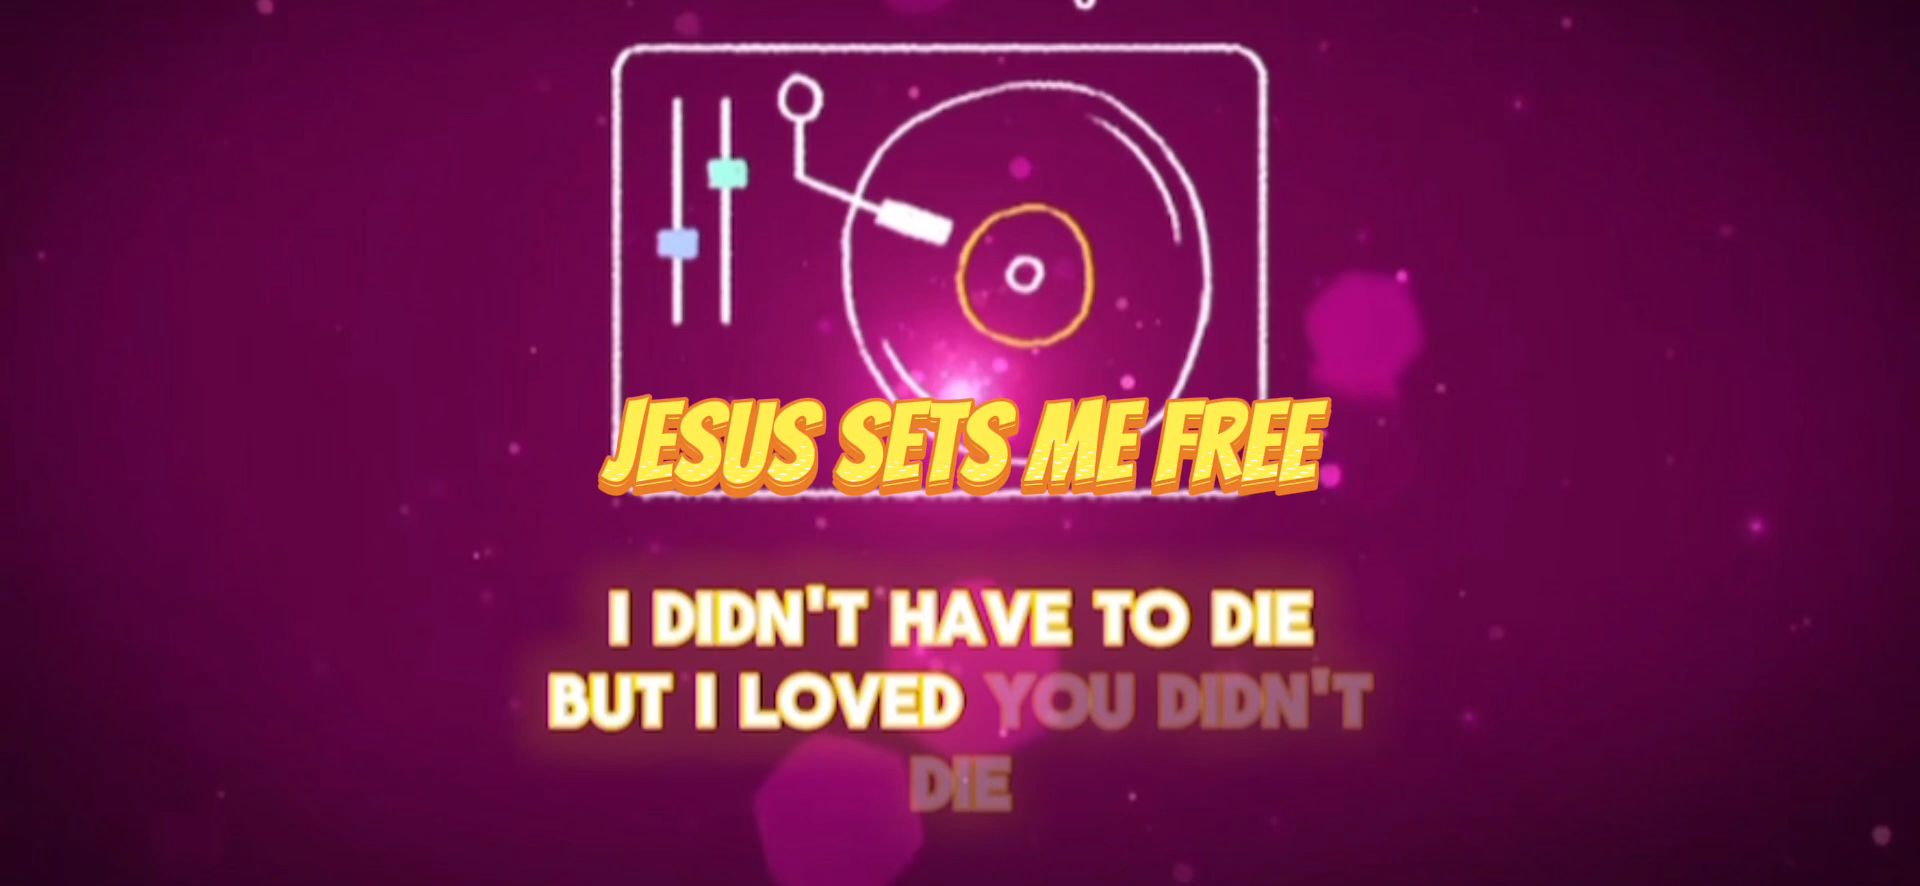 JESUS SETS ME FREE
I DIDN'T HAVE TO DIE
BUT I LOVED YOU DIDN'T
DIE